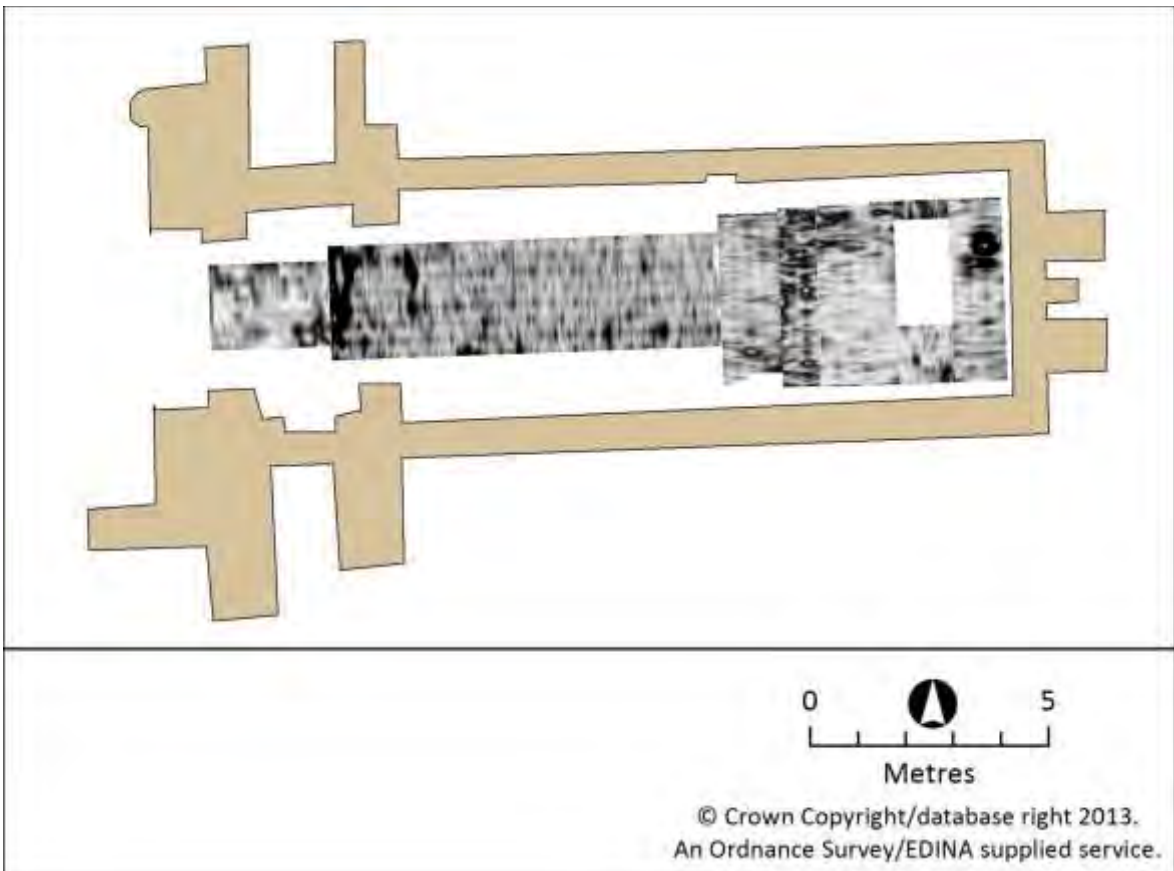 0 5
Metres
© Crown Copyright/database right 2013.
An Ordnance Survey/EDINA supplied service.